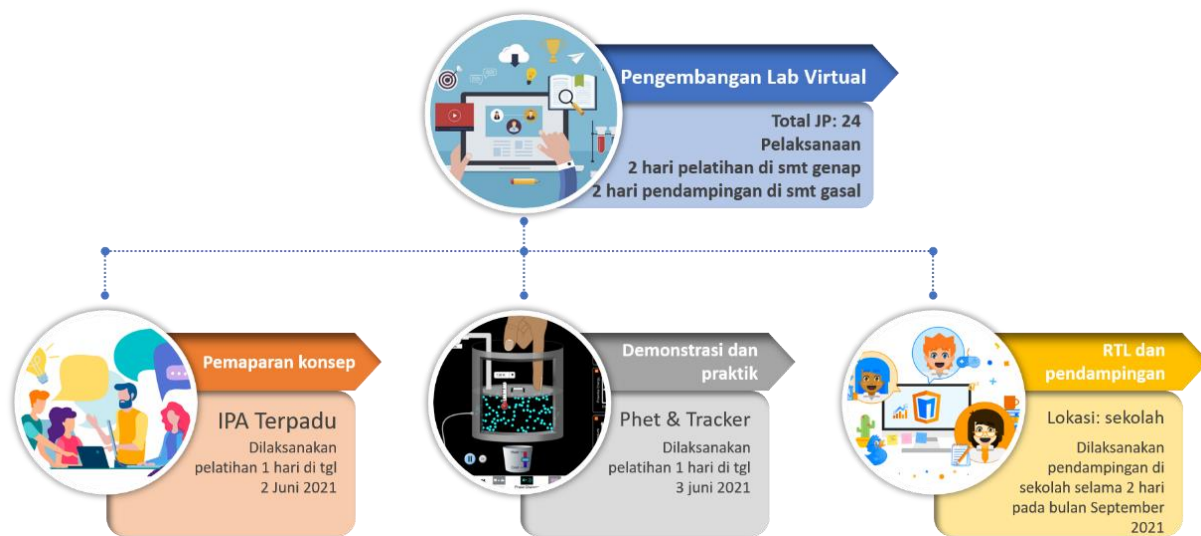 Pengembangan Lab Virtual
Total JP: 24
Pelaksanaan
2 hari pelatihan di smt genap
2 hari pendampingan di smt gasal
Pemaparan konsep
IPA Terpadu
Dilaksanakan
pelatihan 1 hari di tgl
2 Juni 2021
Demonstrasi dan
praktik
Phet & Tracker
Dilaksanakan
pelatihan 1 hari di tgl
3 juni 2021
RTL dan
pendampingan
Lokasi: sekolah
Dilaksanakan
pendampingan di
sekolah selama 2 hari
pada bulan September
2021